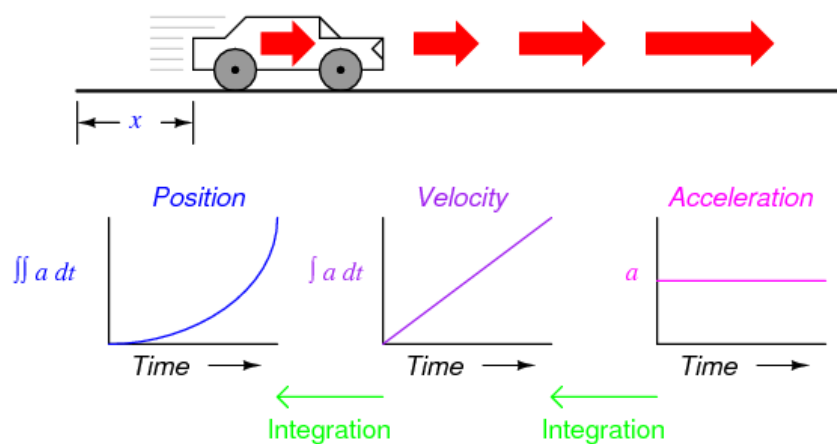 x
Position
Velocity
Acceleration
∫∫ a dt
∫ a dt
a
Time
Time
Time
Integration
Integration